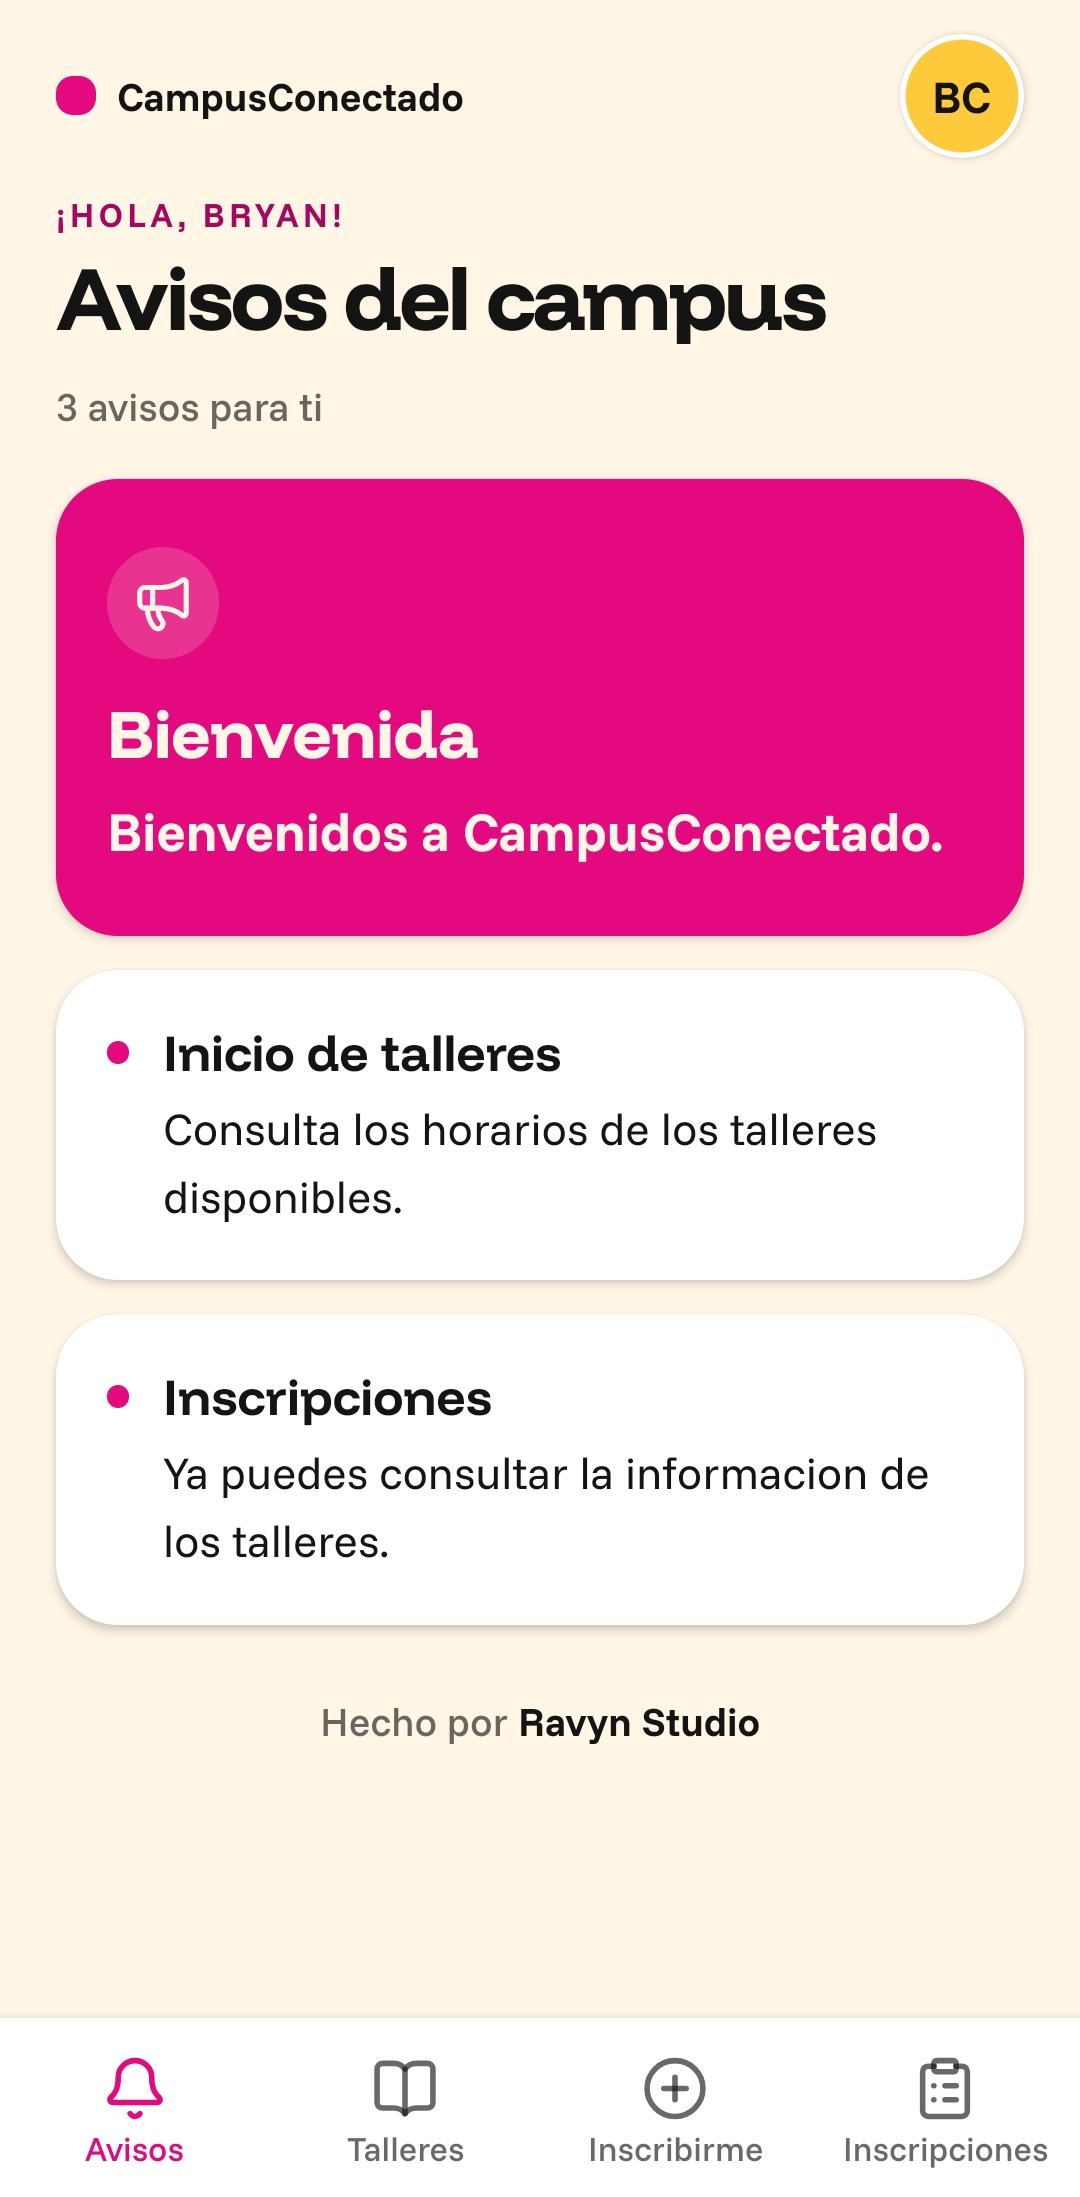 CampusConectado
BC
¡HOLA, BRYAN!
Avisos del campus
3 avisos para ti
Bienvenida
Bienvenidos a CampusConectado.
Inicio de talleres
Consulta los horarios de los talleres
disponibles.
Inscripciones
Ya puedes consultar la informacion de
los talleres.
Hecho por Ravyn Studio
Avisos
Talleres
Inscribirme
Inscripciones